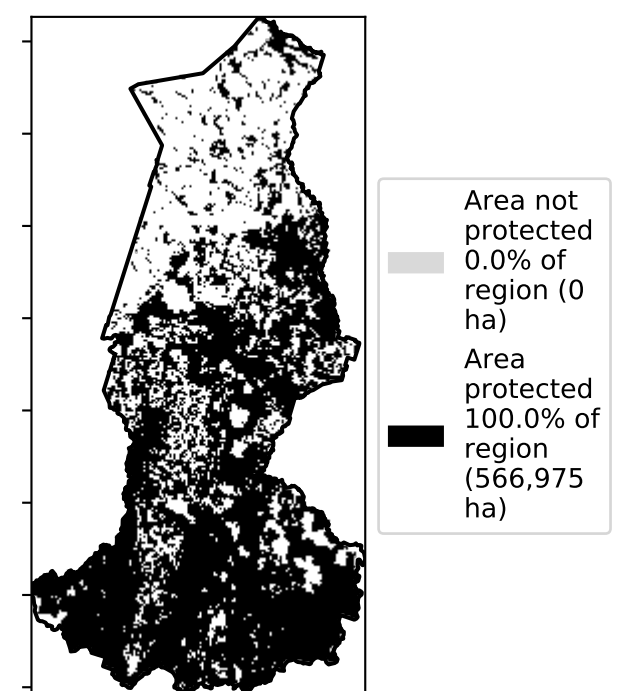 Area not
protected
0.0% of
region (0
ha)
Area
protected
100.0% of
region
(566,975
ha)